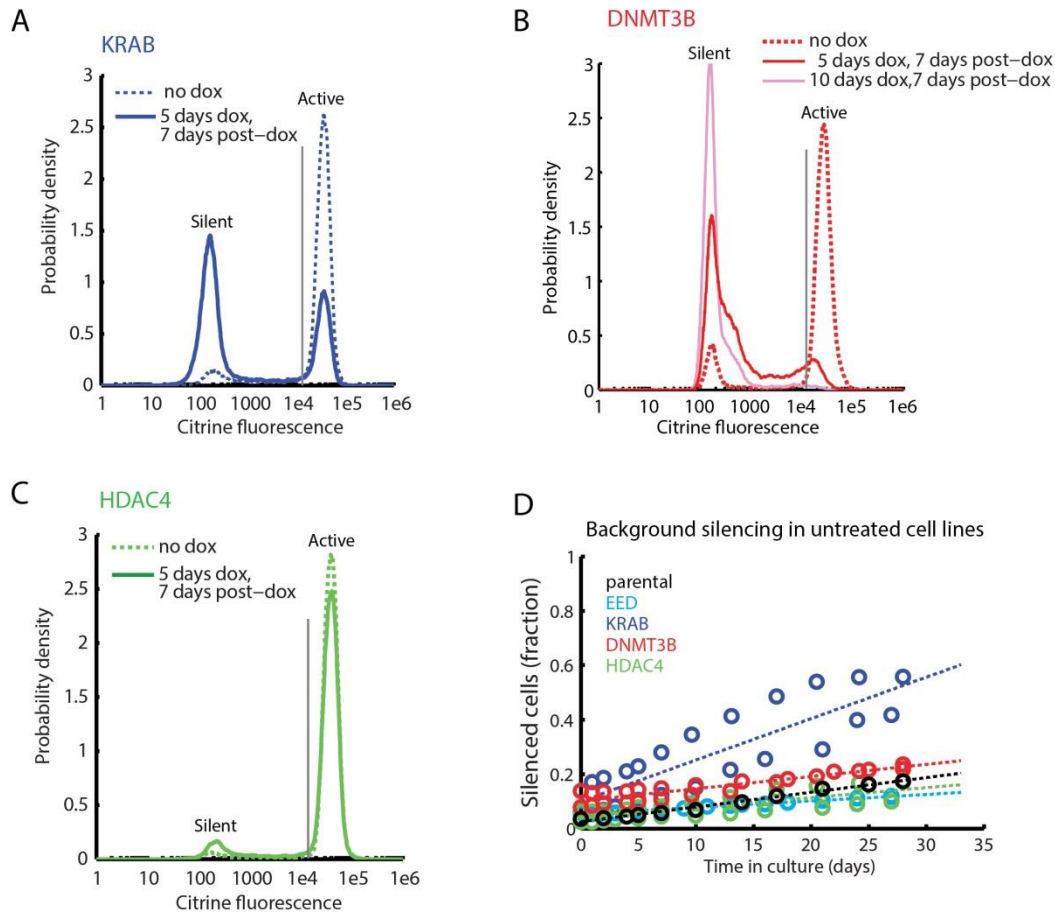 A
KRAB
no dox
5 days dox,
7 days post–dox
Active
Silent
Probability density
3
2.5
2
1.5
1
0.5
0
1 10 100 1000 1e4 1e5 1e6
Citrine fluorescence
B
DNMT3B
no dox
5 days dox, 7 days post–dox
10 days dox,7 days post–dox
Silent
Active
Probability density
3
2.5
2
1.5
1
0.5
0
1 10 100 1000 1e4 1e5 1e6
Citrine fluorescence
C
HDAC4
no dox
5 days dox,
7 days post–dox
Active
Silent
Probability density
3
2.5
2
1.5
1
0.5
0
1 10 100 1000 1e4 1e5 1e6
Citrine fluorescence
D
Background silencing in untreated cell lines
parental
EED
KRAB
DNMT3B
HDAC4
Silenced cells (fraction)
1
0.8
0.6
0.4
0.2
0
0 5 10 15 20 25 30 35
Time in culture (days)